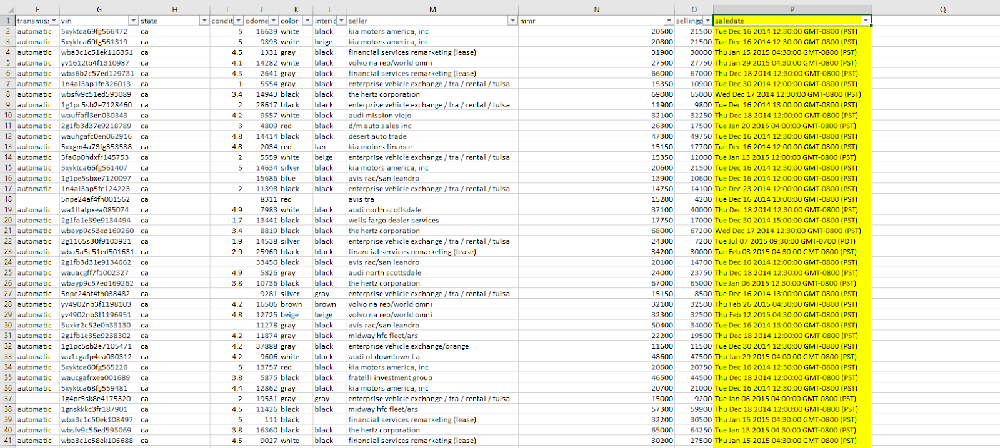 F G H I J K L M N O P Q
1 transmis vin state condit odome color interic seller mmr sellingp saledate
2 automatic 5xyktca69fg566472 ca 5 16639 white black kia motors america, inc 20500 21500 Tue Dec 16 2014 12:30:00 GMT-0800 (PST)
3 automatic 5xyktca69fg561319 ca 5 9393 white beige kia motors america, inc 20800 21500 Tue Dec 16 2014 12:30:00 GMT-0800 (PST)
4 automatic wba3c1c51ek116351 ca 4.5 1331 gray black financial services remarketing (lease) 31900 30000 Thu Jan 15 2015 04:30:00 GMT-0800 (PST)
5 automatic yv1612tb4f1310987 ca 4.1 14282 white black volvo na rep/world omni 27500 27750 Thu Jan 29 2015 04:30:00 GMT-0800 (PST)
6 automatic wba6b2c57ed129731 ca 4.3 2641 gray black financial services remarketing (lease) 66000 67000 Thu Dec 18 2014 12:30:00 GMT-0800 (PST)
7 automatic 1n4al3ap1fn326013 ca 1 5554 gray black enterprise vehicle exchange / tra / rental / tulsa 15350 10900 Tue Dec 30 2014 12:00:00 GMT-0800 (PST)
8 automatic wbsfv9c51ed593089 ca 3.4 14943 black black the hertz corporation 69000 65000 Wed Dec 17 2014 12:30:00 GMT-0800 (PST)
9 automatic 1g1pc5sb2e7128460 ca 2 28617 black black enterprise vehicle exchange / tra / rental / tulsa 11900 9800 Tue Dec 16 2014 13:00:00 GMT-0800 (PST)
10 automatic wauffafl3en030343 ca 4.2 9557 white black audi mission viejo 32100 32250 Thu Dec 18 2014 12:00:00 GMT-0800 (PST)
11 automatic 2g1fb3d37e9218789 ca 3 4809 red black d/m auto sales inc 26300 17500 Tue Jan 20 2015 04:00:00 GMT-0800 (PST)
12 automatic wauhgafc0en062916 ca 4.8 14414 black black desert auto trade 47300 49750 Tue Dec 16 2014 12:30:00 GMT-0800 (PST)
13 automatic 5xxgm4a73fg353538 ca 4.8 2034 red tan kia motors finance 15150 17700 Tue Dec 16 2014 12:00:00 GMT-0800 (PST)
14 automatic 3fa6p0hdxfr145753 ca 2 5559 white beige enterprise vehicle exchange / tra / rental / tulsa 15350 12000 Tue Jan 13 2015 12:00:00 GMT-0800 (PST)
15 automatic 5xyktca66fg561407 ca 5 14634 silver black kia motors america, inc 20600 21500 Tue Dec 16 2014 12:30:00 GMT-0800 (PST)
16 automatic 1g1pe5sbxe7120097 ca 15686 blue black avis rac/san leandro 13900 10600 Tue Dec 16 2014 12:00:00 GMT-0800 (PST)
17 automatic 1n4al3ap5fc124223 ca 2 11398 black black enterprise vehicle exchange / tra / rental / tulsa 14750 14100 Tue Dec 23 2014 12:00:00 GMT-0800 (PST)
18 5npe24af4fh001562 ca 8311 red avis tra 15200 4200 Tue Dec 16 2014 13:00:00 GMT-0800 (PST)
19 automatic wa1lfafpxea085074 ca 4.9 7983 white black audi north scottsdale 37100 40000 Thu Dec 18 2014 12:30:00 GMT-0800 (PST)
20 automatic 2g1fa1e39e9134494 ca 1.7 13441 black black wells fargo dealer services 17750 17000 Tue Dec 30 2014 15:00:00 GMT-0800 (PST)
21 automatic wbayp9c53ed169260 ca 3.4 8819 black black the hertz corporation 68000 67200 Wed Dec 17 2014 12:30:00 GMT-0800 (PST)
22 automatic 2g1165s30f9103921 ca 1.9 14538 silver black enterprise vehicle exchange / tra / rental / tulsa 24300 7200 Tue Jul 07 2015 09:30:00 GMT-0700 (PDT)
23 automatic wba5a5c51ed501631 ca 2.9 25969 black black financial services remarketing (lease) 34200 30000 Tue Feb 03 2015 04:30:00 GMT-0800 (PST)
24 automatic 2g1fb3d31e9134662 ca 33450 black black avis rac/san leandro 20100 14700 Tue Dec 16 2014 12:00:00 GMT-0800 (PST)
25 automatic wauacgff7f1002327 ca 4.9 5826 gray black audi north scottsdale 24000 23750 Thu Dec 18 2014 12:30:00 GMT-0800 (PST)
26 automatic wbayp9c57ed169262 ca 3.8 10736 black black the hertz corporation 67000 65000 Tue Jan 06 2015 12:30:00 GMT-0800 (PST)
27 automatic 5npe24af4fh038482 ca 9281 silver gray enterprise vehicle exchange / tra / rental / tulsa 15150 8500 Tue Dec 16 2014 13:00:00 GMT-0800 (PST)
28 automatic yv4902nb3f1198103 ca 4.2 16506 brown brown volvo na rep/world omni 32100 32500 Thu Feb 26 2015 04:30:00 GMT-0800 (PST)
29 automatic yv4902nb3f1196951 ca 4.8 12725 beige beige volvo na rep/world omni 32300 32500 Thu Feb 12 2015 04:30:00 GMT-0800 (PST)
30 automatic 5uxkr2c52e0h33130 ca 11278 gray black avis rac/san leandro 50400 34000 Tue Dec 16 2014 13:00:00 GMT-0800 (PST)
31 automatic 2g1fb1e35e9238302 ca 4.2 11874 gray black midway hfc fleet/ars 22200 19500 Thu Dec 18 2014 12:00:00 GMT-0800 (PST)
32 automatic 1g1pc5sb2e7105471 ca 4.2 37888 gray black enterprise vehicle exchange/orange 11600 11500 Tue Dec 30 2014 12:30:00 GMT-0800 (PST)
33 automatic wa1cgafp4ea030312 ca 4.2 9606 white black audi of downtown l a 48600 47500 Thu Jan 29 2015 04:00:00 GMT-0800 (PST)
34 automatic 5xyktca60fg565226 ca 5 13757 red black kia motors america, inc 20600 20750 Tue Dec 16 2014 12:30:00 GMT-0800 (PST)
35 automatic waucgafrxea001689 ca 3.8 5875 black black fratelli investment group 46500 44500 Thu Dec 18 2014 12:00:00 GMT-0800 (PST)
36 automatic 5xyktca68fg559481 ca 4.4 12862 gray black kia motors america, inc 20700 21000 Tue Dec 16 2014 12:30:00 GMT-0800 (PST)
37 1g4pr5sk8e4175320 ca 2 19531 gray gray enterprise vehicle exchange / tra / rental / tulsa 15000 9200 Tue Jan 06 2015 04:00:00 GMT-0800 (PST)
38 automatic 1gnskkkc3fr187901 ca 4.5 11426 black black midway hfc fleet/ars 57300 59900 Thu Dec 18 2014 12:00:00 GMT-0800 (PST)
39 automatic wba3c1c50ek108497 ca 5 111 black financial services remarketing (lease) 32200 30500 Thu Jan 15 2015 04:30:00 GMT-0800 (PST)
40 automatic wbsfv9c56ed593069 ca 3.8 16360 black black the hertz corporation 65000 64250 Tue Jan 13 2015 04:30:00 GMT-0800 (PST)
41 automatic wba3c1c58ek106688 ca 4.5 9027 white black financial services remarketing (lease) 30200 27500 Tue Jan 15 2015 04:30:00 GMT-0800 (PST)